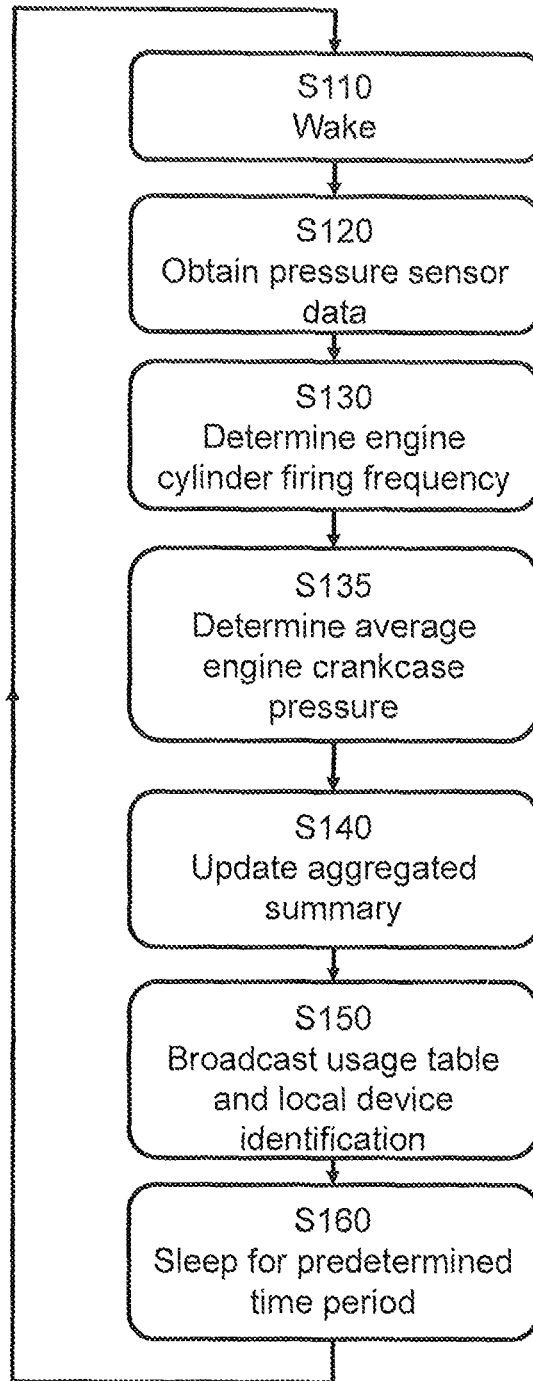 S110
Wake
S120
Obtain pressure sensor
data
S130
Determine engine
cylinder firing frequency
S135
Determine average
engine crankcase
pressure
S140
Update aggregated
summary
S150
Broadcast usage table
and local device
identification
S160
Sleep for predetermined
time period